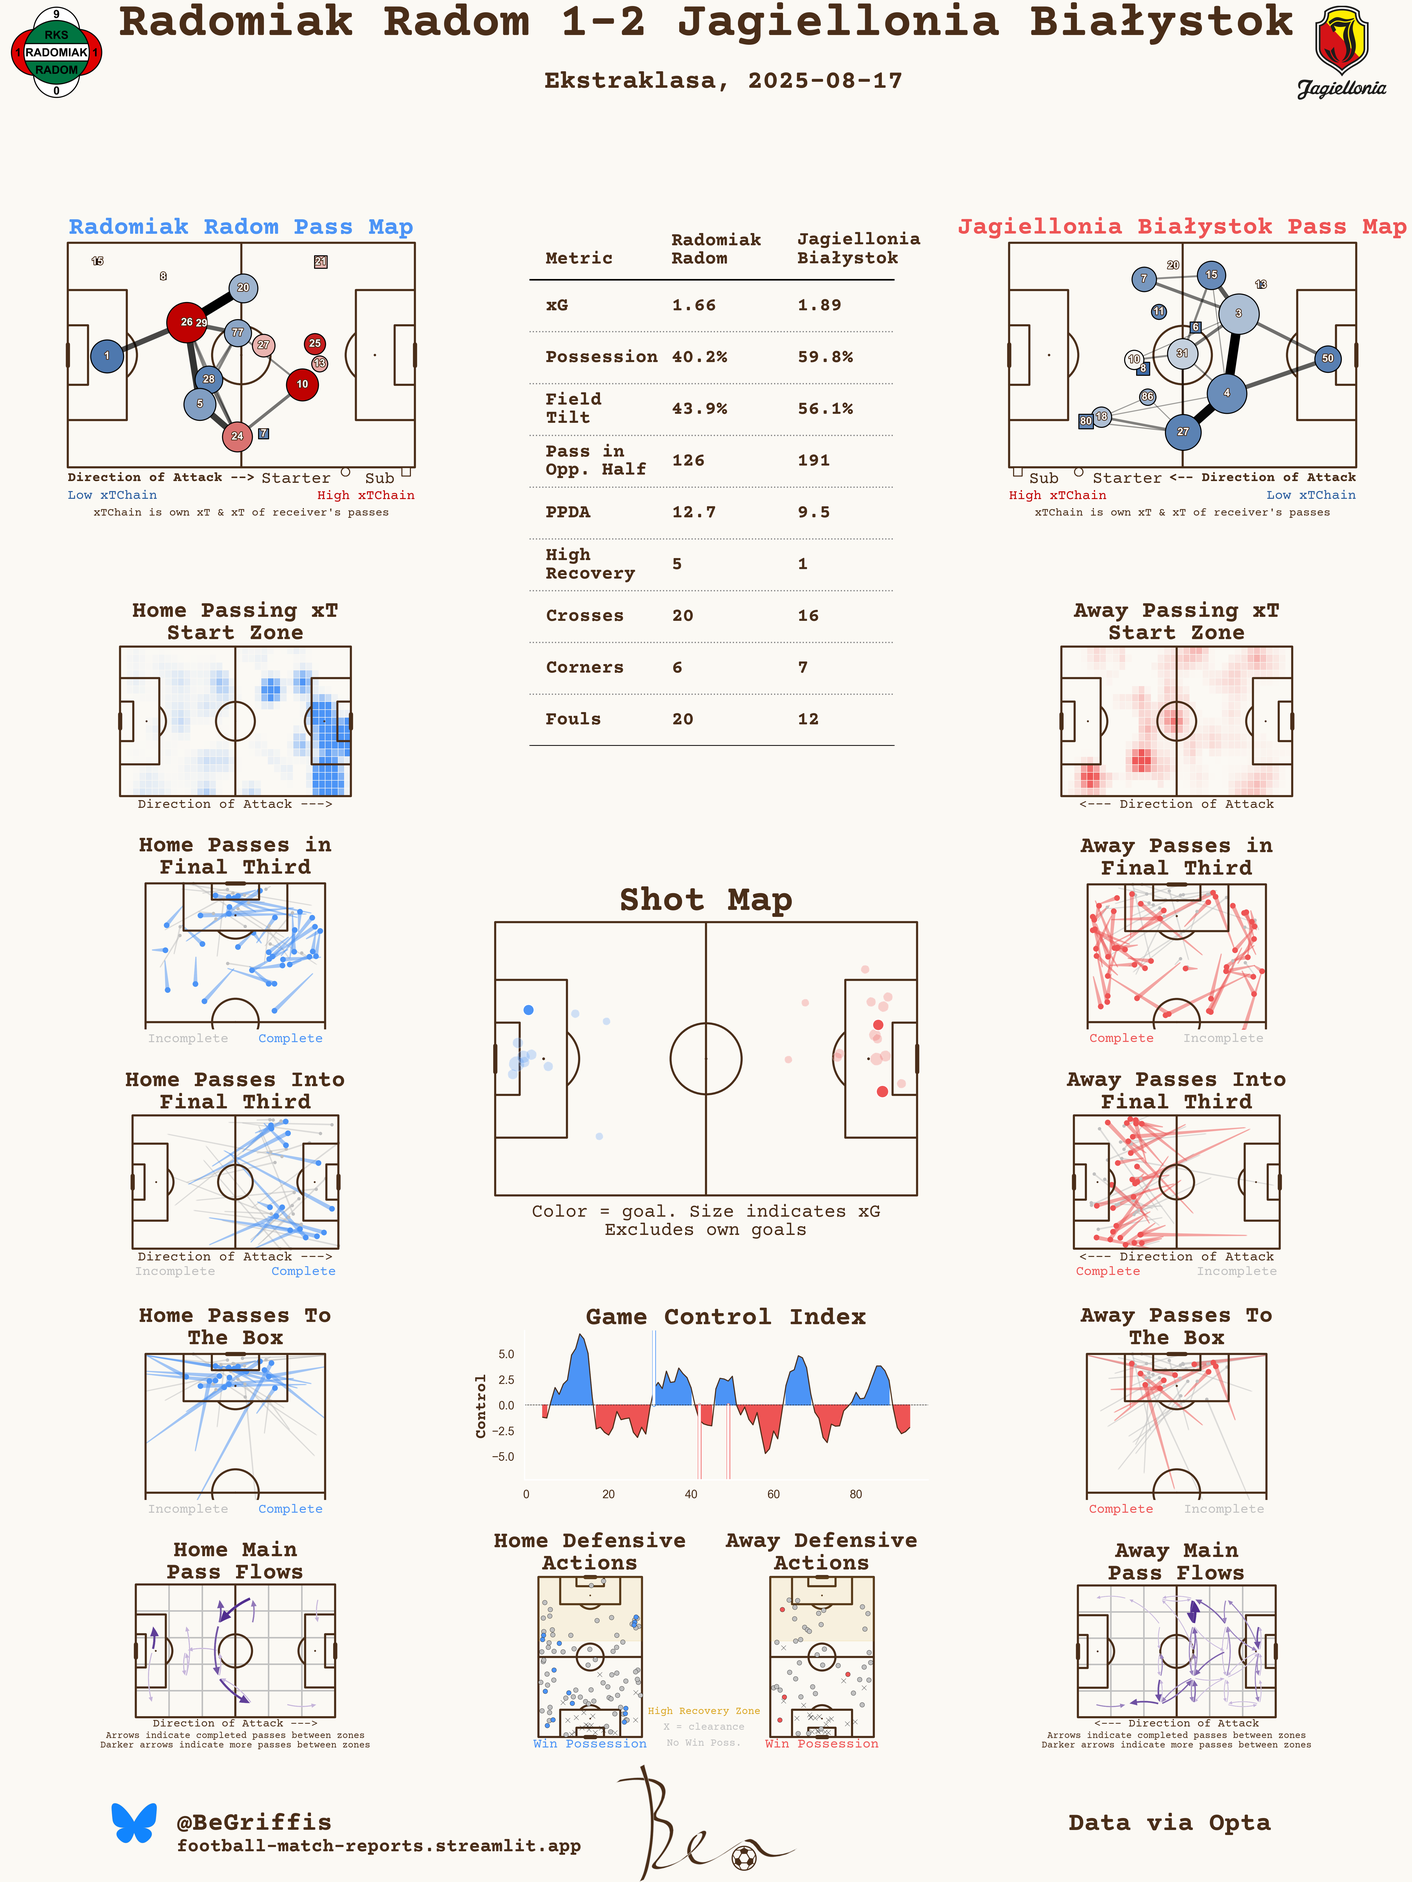 Radomiak Radom 1-2 Jagiellonia Białystok
Ekstraklasa, 2025-08-17
9
RKS
1 RADOMIAK 1
RADOM
0
Jagiellonia
Radomiak Radom Pass Map
15
8
21
20
26
29
77
27
25
13
1
28
10
5
24
7
Direction of Attack --> Starter Sub
Low xTChain High xTChain
xTChain is own xT & xT of receiver's passes
Metric Radomiak Radom Jagiellonia Białystok
xG 1.66 1.89
Possession 40.2% 59.8%
Field Tilt 43.9% 56.1%
Pass in Opp. Half 126 191
PPDA 12.7 9.5
High Recovery 5 1
Crosses 20 16
Corners 6 7
Fouls 20 12
Jagiellonia Białystok Pass Map
20
7
15
13
11
3
6
10
31
50
8
86
4
18
80
27
Sub Starter <-- Direction of Attack
High xTChain Low xTChain
xTChain is own xT & xT of receiver's passes
Home Passing xT
Start Zone
Direction of Attack --->
Away Passing xT
Start Zone
<--- Direction of Attack
Home Passes in
Final Third
Incomplete Complete
Away Passes in
Final Third
Complete Incomplete
Shot Map
Color = goal. Size indicates xG
Excludes own goals
Home Passes Into
Final Third
Direction of Attack --->
Incomplete Complete
Away Passes Into
Final Third
<--- Direction of Attack
Complete Incomplete
Home Passes To
The Box
Incomplete Complete
Game Control Index
Control
5.0
2.5
0.0
−2.5
−5.0
0 20 40 60 80
Away Passes To
The Box
Complete Incomplete
Home Main
Pass Flows
Direction of Attack --->
Arrows indicate completed passes between zones
Darker arrows indicate more passes between zones
Home Defensive
Actions
Win Possession
Away Defensive
Actions
Win Possession
High Recovery Zone
X = clearance
No Win Poss.
Away Main
Pass Flows
<--- Direction of Attack
Arrows indicate completed passes between zones
Darker arrows indicate more passes between zones
@BeGriffis
football-match-reports.streamlit.app
Ben
Data via Opta